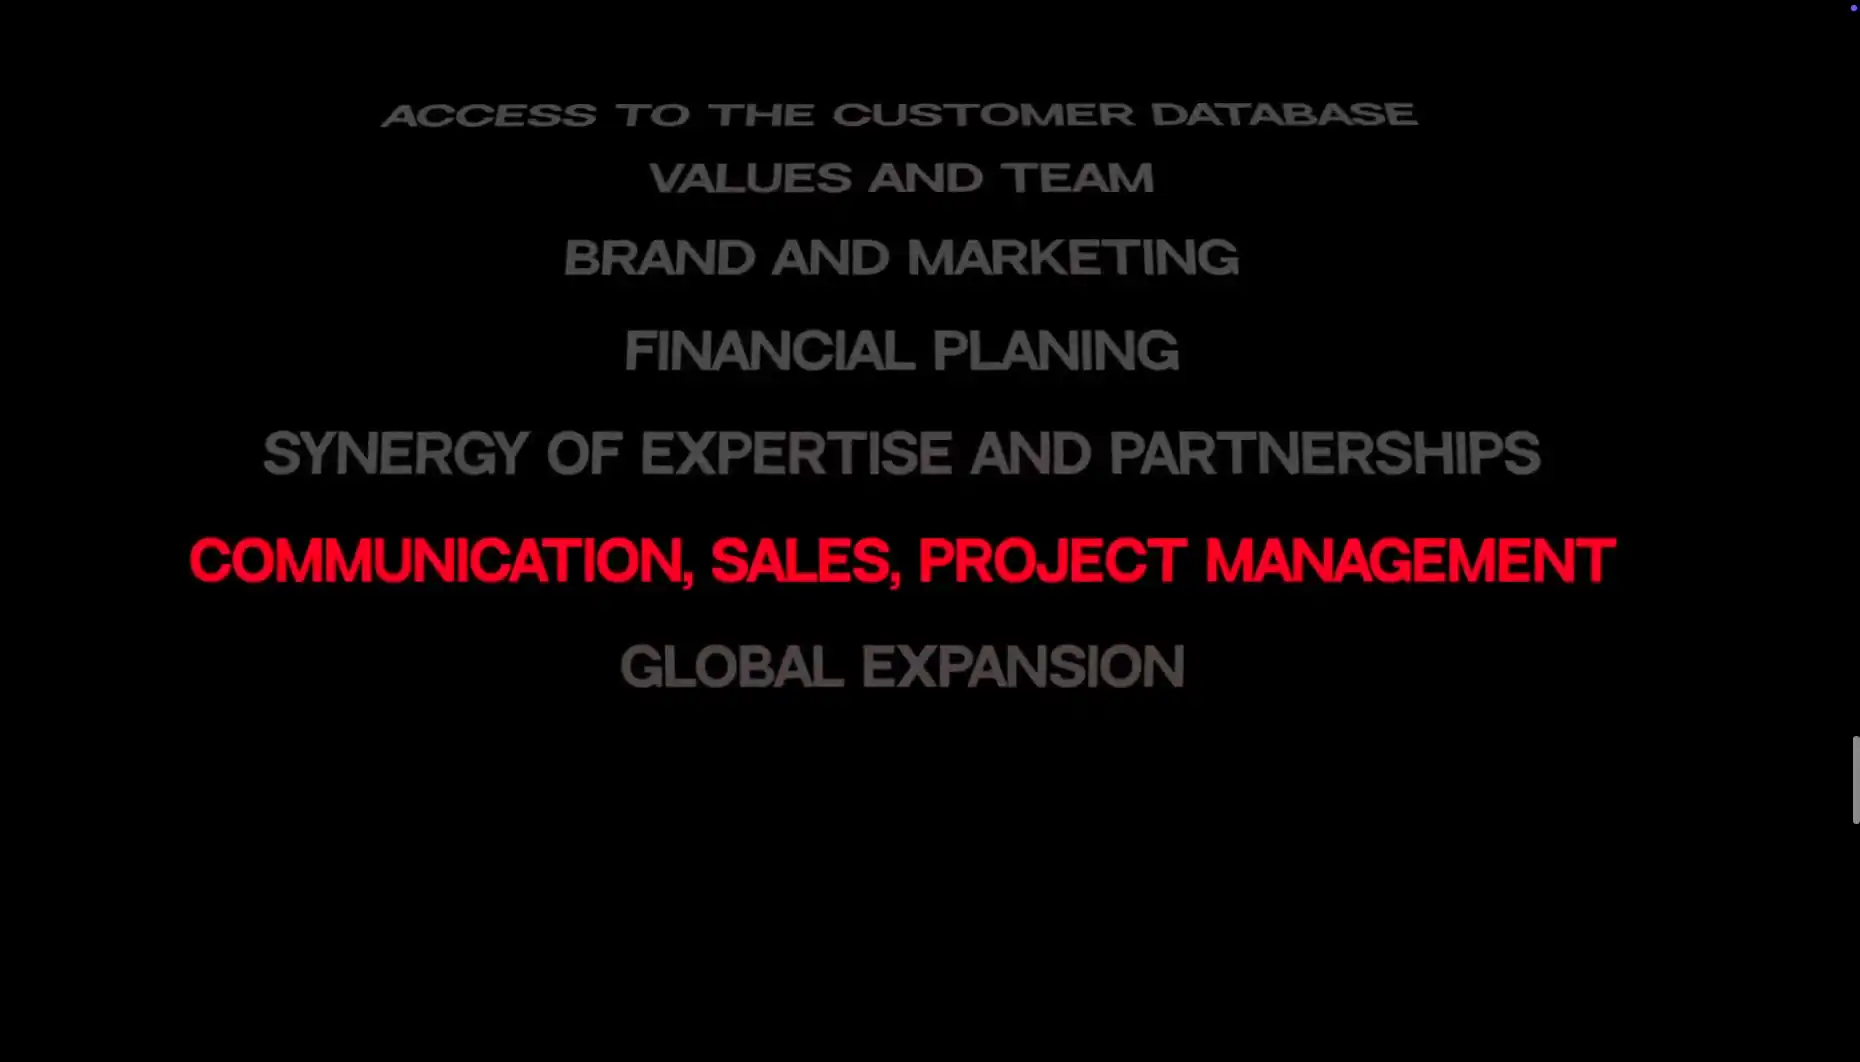 ACCESS TO THE CUSTOMER DATABASE
VALUES AND TEAM
BRAND AND MARKETING
FINANCIAL PLANING
SYNERGY OF EXPERTISE AND PARTNERSHIPS
COMMUNICATION, SALES, PROJECT MANAGEMENT
GLOBAL EXPANSION